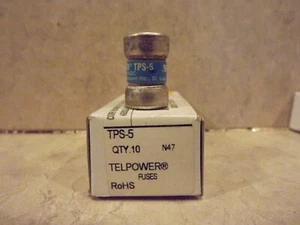 TPS-5
TPS-5
QTY.10 N47
TELPOWER®
FUSES
RoHS